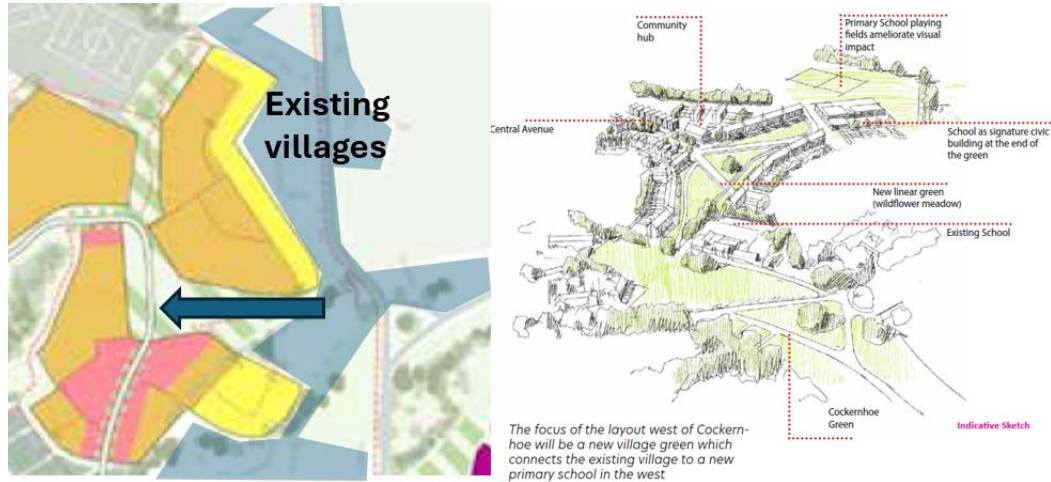 Existing
villages
Community
hub
Primary School playing
fields ameliorate visual
impact
Central Avenue
School as signature civic
building at the end of
the green
New linear green
(wildflower meadow)
Existing School
Cockernhoe
Green
Indicative Sketch
The focus of the layout west of Cockern-
hoe will be a new village green which
connects the existing village to a new
primary school in the west